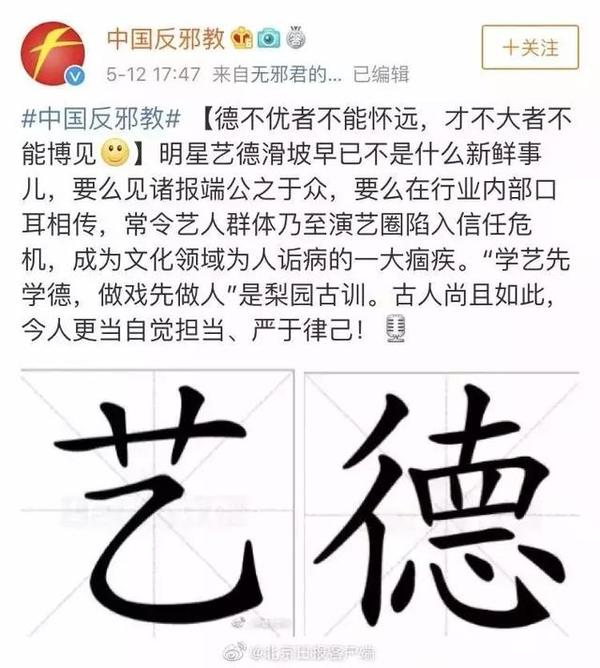 中国反邪教
+关注
5-12 17:47 来自无邪君的... 已编辑
#中国反邪教# 【德不优者不能怀远，才不大者不
能博见】明星艺德滑坡早已不是什么新鲜事
儿，要么见诸报端公之于众，要么在行业内部口
耳相传，常令艺人群体乃至演艺圈陷入信任危
机，成为文化领域为人诟病的一大痼疾。“学艺先
学德，做戏先做人”是梨园古训。古人尚且如此，
今人更当自觉担当、严于律己！
艺德
@北京日报客户端